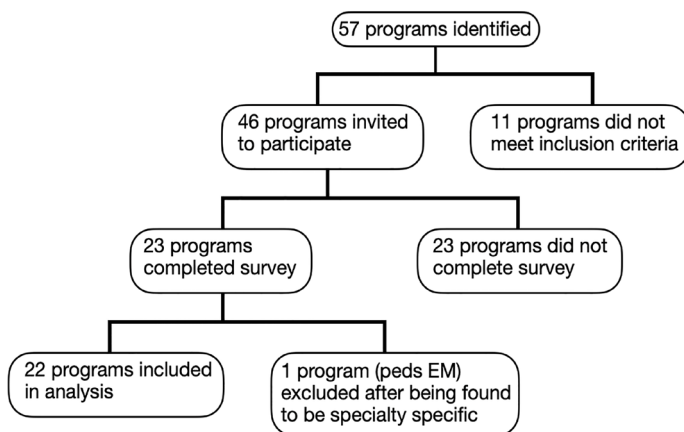 57 programs identified
46 programs invited
to participate
11 programs did not
meet inclusion criteria
23 programs
completed survey
23 programs did not
complete survey
22 programs included
in analysis
1 program (peds EM)
excluded after being found
to be specialty specific